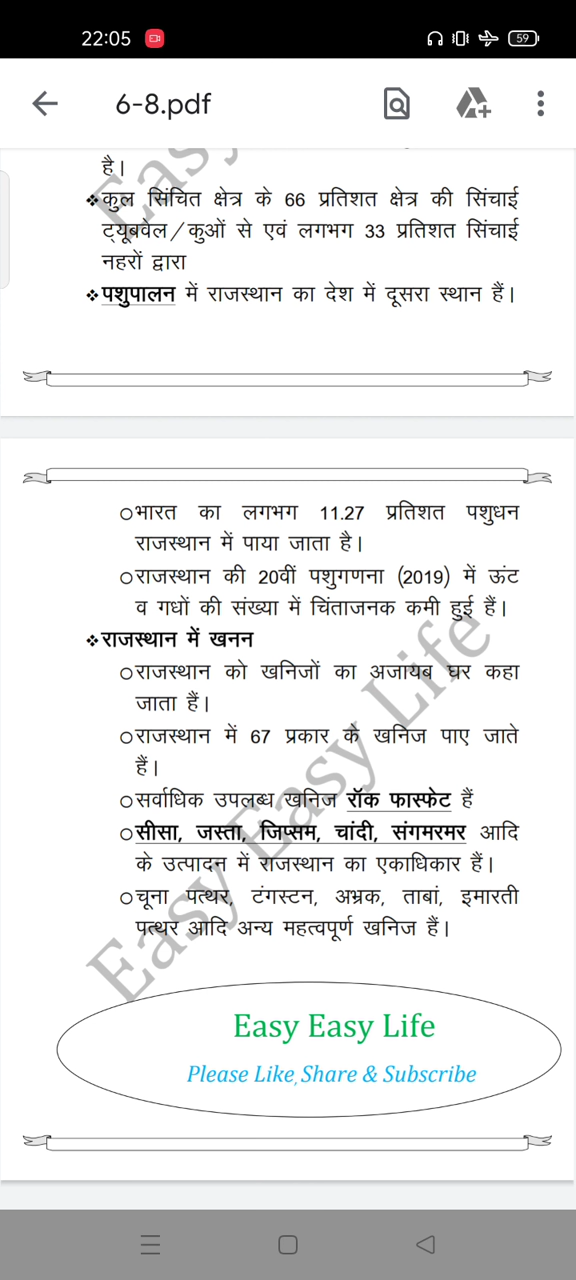 22:05
59
6-8.pdf
है।
❖कुल सिंचित क्षेत्र के 66 प्रतिशत क्षेत्र की सिंचाई
ट्यूबवेल/कुओं से एवं लगभग 33 प्रतिशत सिंचाई
नहरों द्वारा
❖पशुपालन में राजस्थान का देश में दूसरा स्थान हैं।
○भारत का लगभग 11.27 प्रतिशत पशुधन
राजस्थान में पाया जाता है।
○राजस्थान की 20वीं पशुगणना (2019) में ऊंट
व गधों की संख्या में चिंताजनक कमी हुई हैं।
❖राजस्थान में खनन
○राजस्थान को खनिजों का अजायब घर कहा
जाता हैं।
○राजस्थान में 67 प्रकार के खनिज पाए जाते
हैं।
○सर्वाधिक उपलब्ध खनिज रॉक फास्फेट हैं
○सीसा, जस्ता, जिप्सम, चांदी, संगमरमर आदि
के उत्पादन में राजस्थान का एकाधिकार हैं।
○चूना पत्थर, टंगस्टन, अभ्रक, ताबां, इमारती
पत्थर आदि अन्य महत्वपूर्ण खनिज हैं।
Easy Easy Life
Easy Easy Life
Please Like, Share & Subscribe